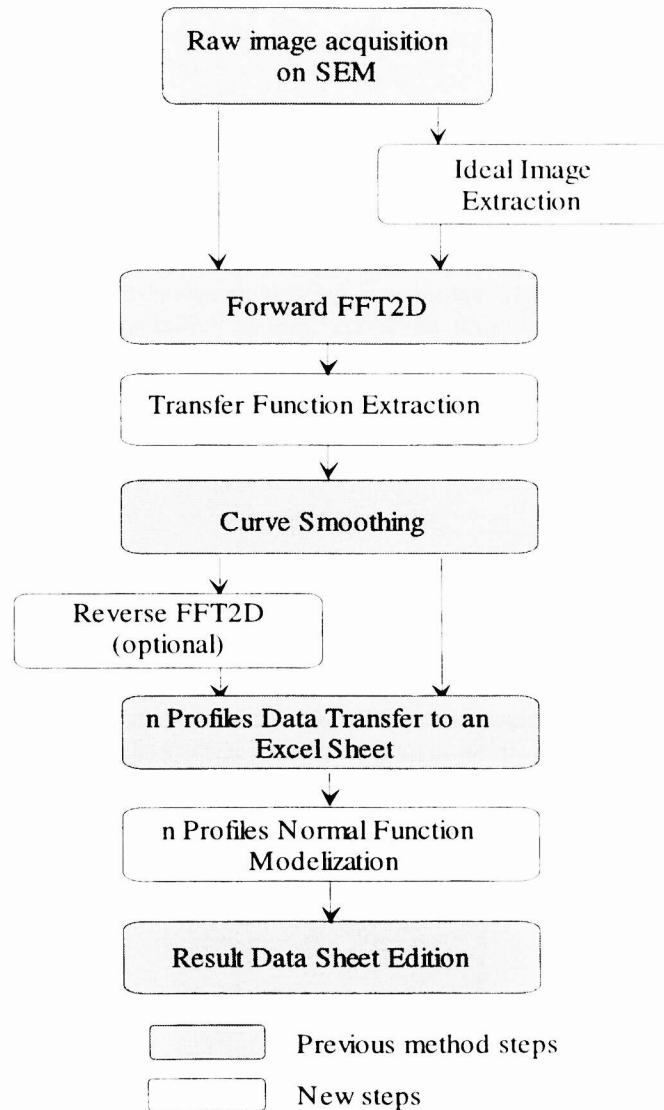 Raw image acquisition
on SEM
Ideal Image
Extraction
Forward FFT2D
Transfer Function Extraction
Curve Smoothing
Reverse FFT2D
(optional)
n Profiles Data Transfer to an
Excel Sheet
n Profiles Normal Function
Modelization
Result Data Sheet Edition
Previous method steps
New steps